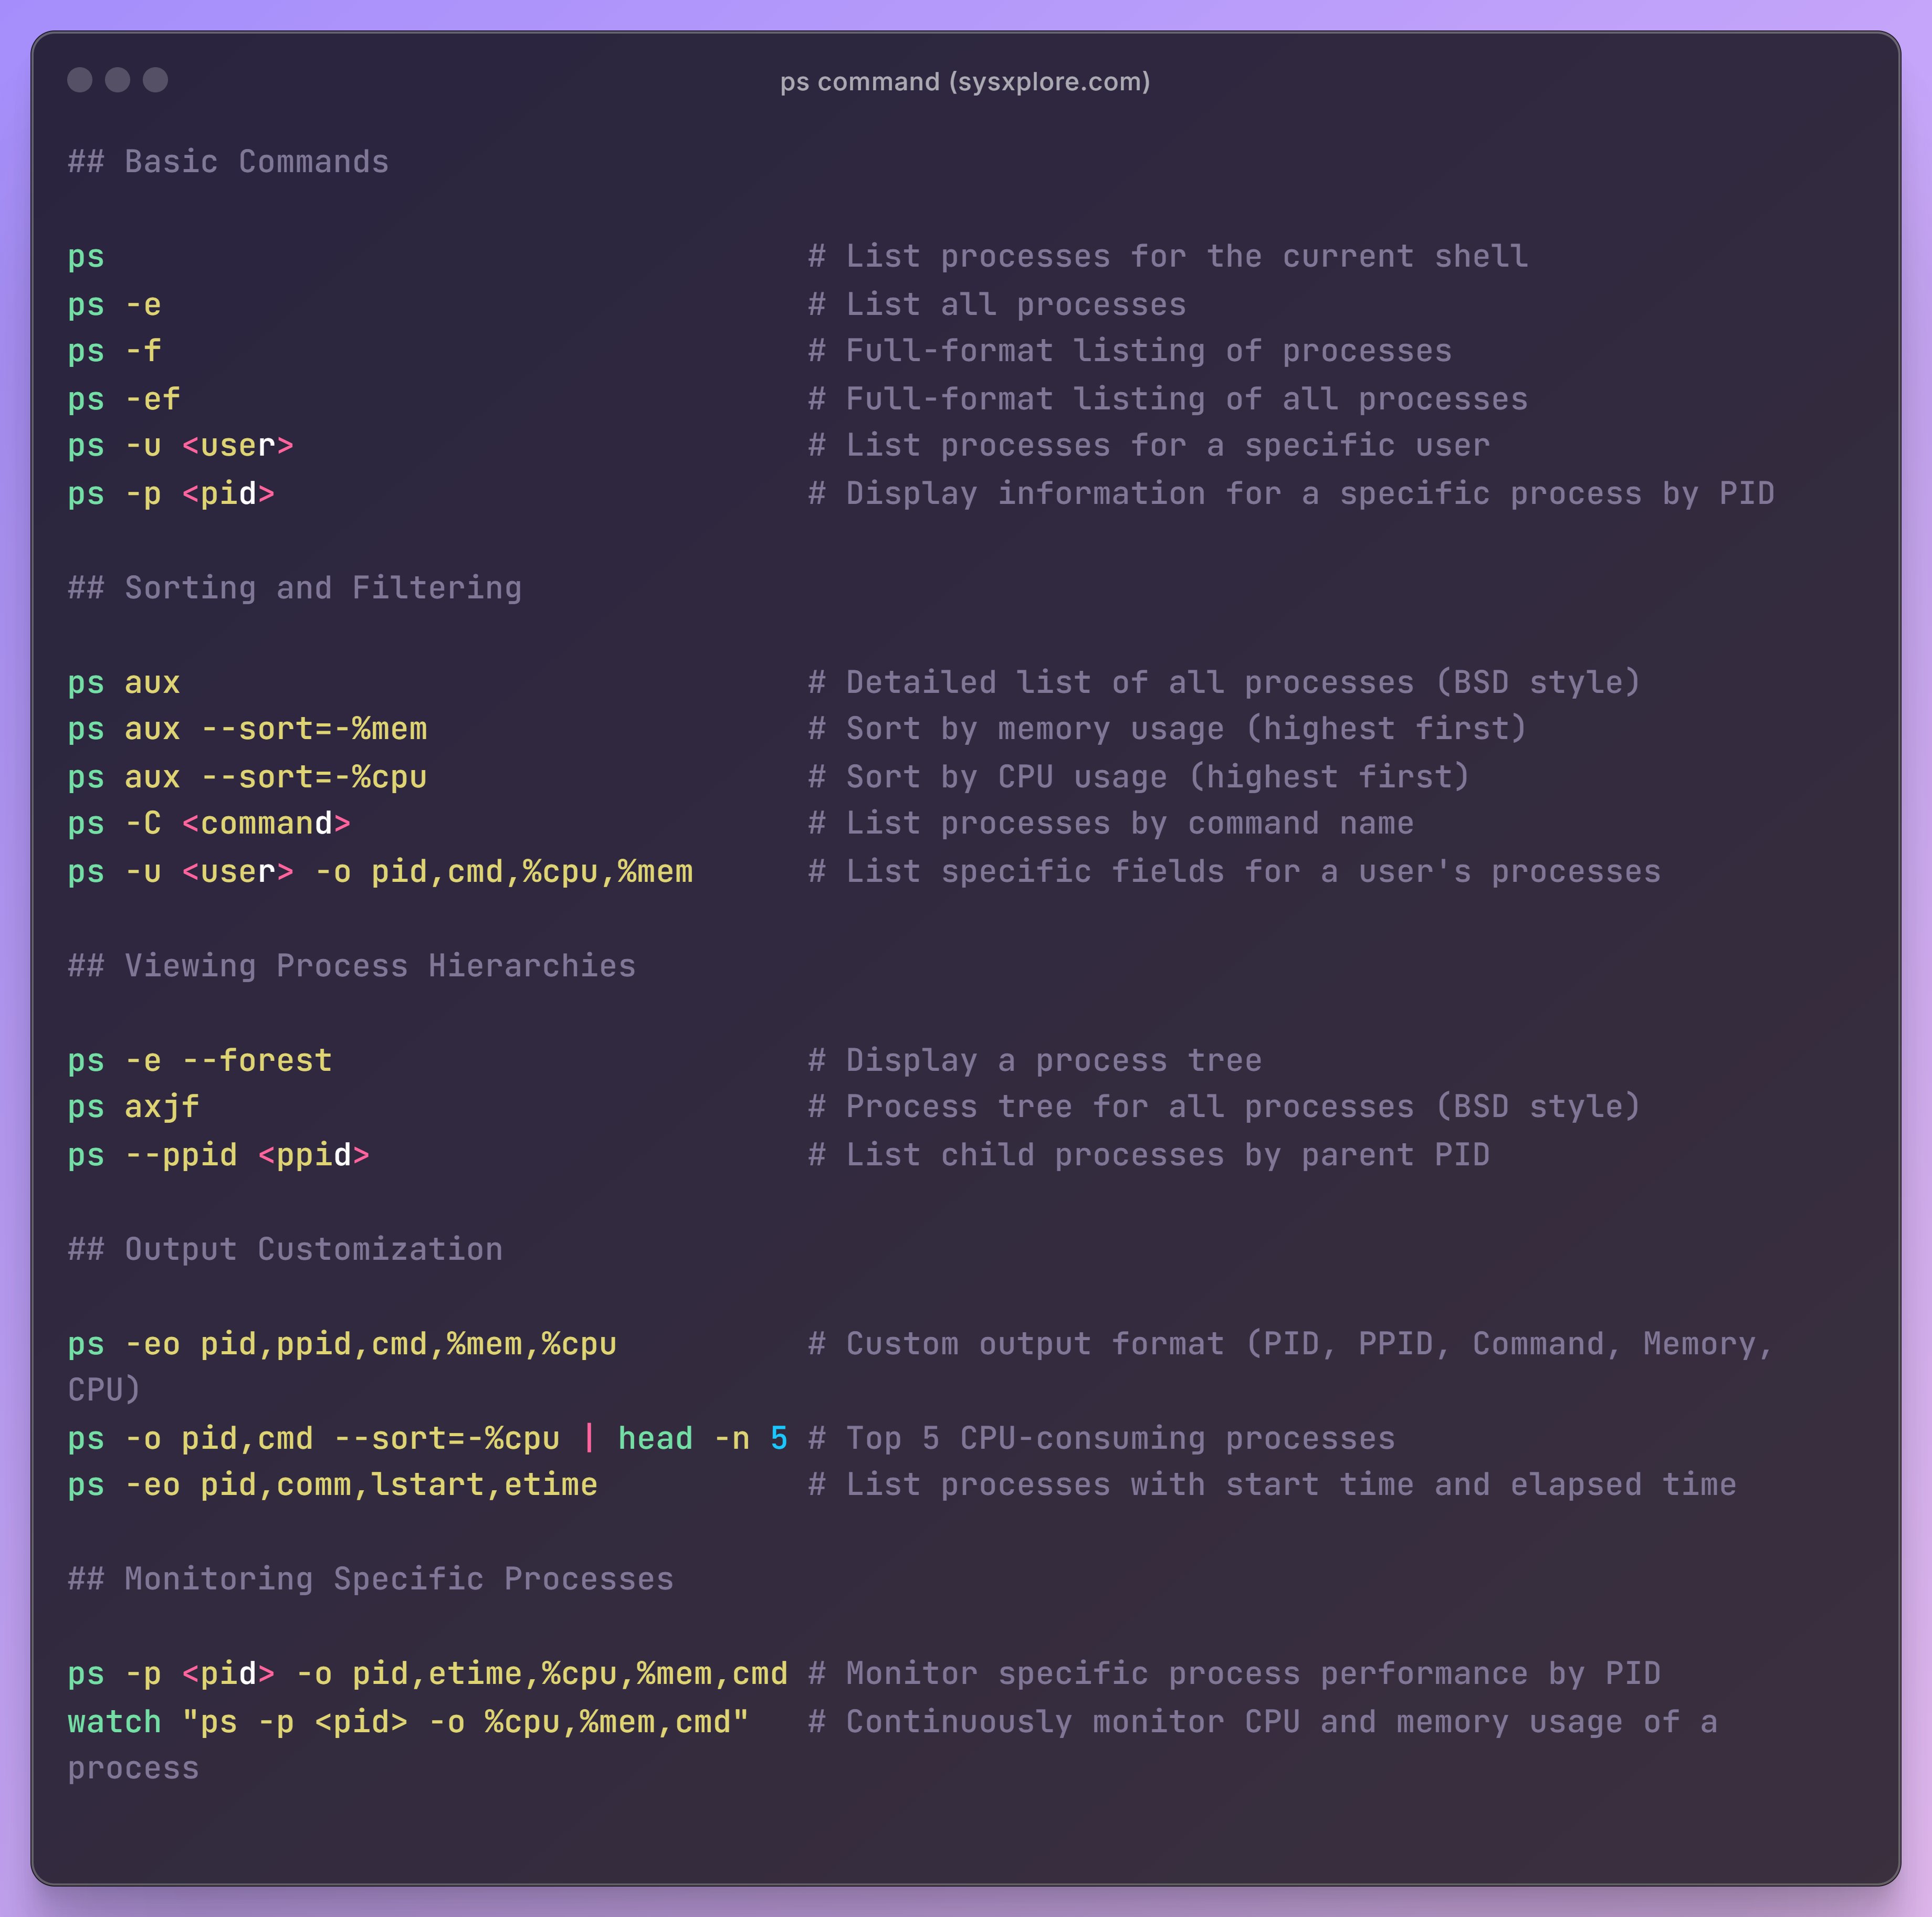 ps command (sysxplore.com)
## Basic Commands
ps # List processes for the current shell
ps -e # List all processes
ps -f # Full-format listing of processes
ps -ef # Full-format listing of all processes
ps -u <user> # List processes for a specific user
ps -p <pid> # Display information for a specific process by PID
## Sorting and Filtering
ps aux # Detailed list of all processes (BSD style)
ps aux --sort=-%mem # Sort by memory usage (highest first)
ps aux --sort=-%cpu # Sort by CPU usage (highest first)
ps -C <command> # List processes by command name
ps -u <user> -o pid,cmd,%cpu,%mem # List specific fields for a user's processes
## Viewing Process Hierarchies
ps -e --forest # Display a process tree
ps axjf # Process tree for all processes (BSD style)
ps --ppid <ppid> # List child processes by parent PID
## Output Customization
ps -eo pid,ppid,cmd,%mem,%cpu # Custom output format (PID, PPID, Command, Memory,
CPU)
ps -o pid,cmd --sort=-%cpu | head -n 5 # Top 5 CPU-consuming processes
ps -eo pid,comm,lstart,etime # List processes with start time and elapsed time
## Monitoring Specific Processes
ps -p <pid> -o pid,etime,%cpu,%mem,cmd # Monitor specific process performance by PID
watch "ps -p <pid> -o %cpu,%mem,cmd" # Continuously monitor CPU and memory usage of a
process